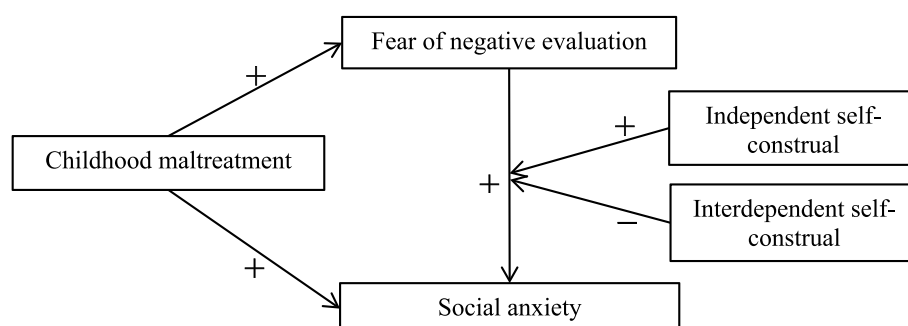 Fear of negative evaluation
+
+
Independent self-
construal
Childhood maltreatment
+
Interdependent self-
construal
−
+
Social anxiety